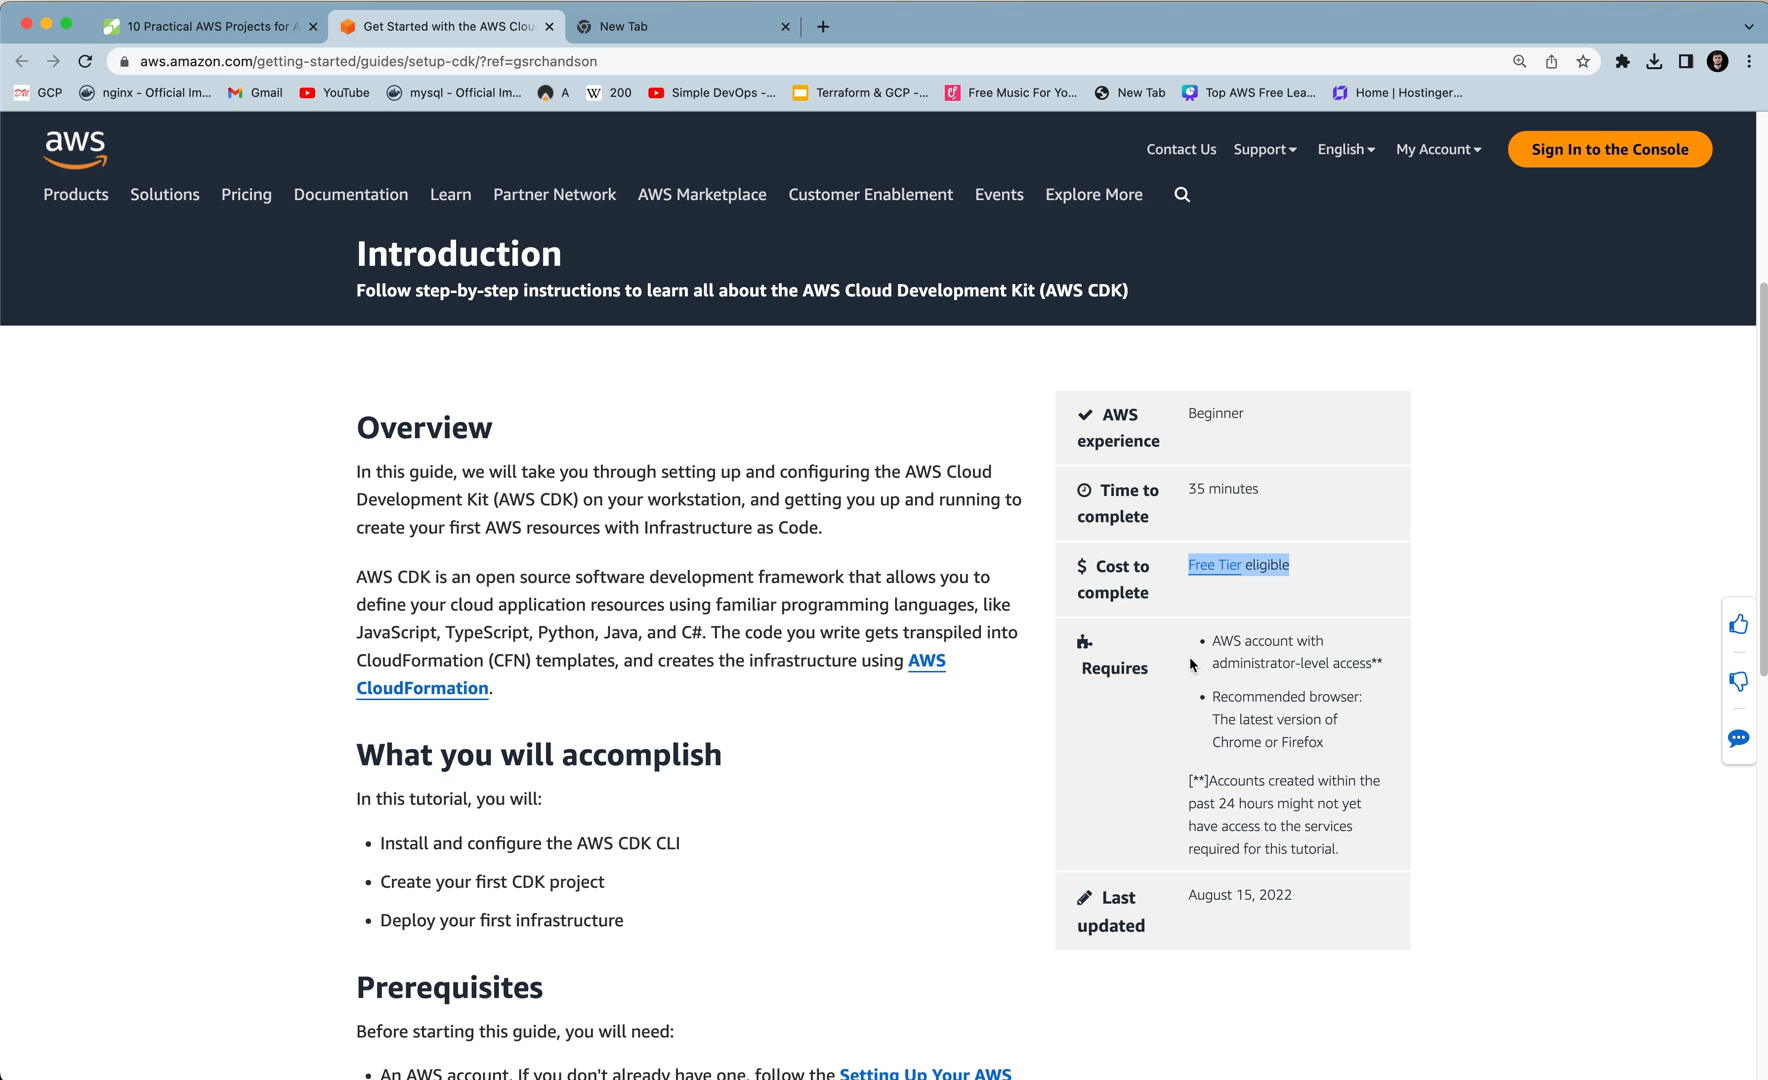 10 Practical AWS Projects for A
Get Started with the AWS Clou
New Tab
aws.amazon.com/getting-started/guides/setup-cdk/?ref=gsrchandson
GCP
nginx - Official Im...
Gmail
YouTube
mysql - Official Im...
A
W 200
Simple DevOps -...
Terraform & GCP -...
Free Music For Yo...
New Tab
Top AWS Free Lea...
Home | Hostinger...
aws
Contact Us
Support
English
My Account
Sign In to the Console
Products
Solutions
Pricing
Documentation
Learn
Partner Network
AWS Marketplace
Customer Enablement
Events
Explore More
Introduction
Follow step-by-step instructions to learn all about the AWS Cloud Development Kit (AWS CDK)
Overview
In this guide, we will take you through setting up and configuring the AWS Cloud
Development Kit (AWS CDK) on your workstation, and getting you up and running to
create your first AWS resources with Infrastructure as Code.
AWS CDK is an open source software development framework that allows you to
define your cloud application resources using familiar programming languages, like
JavaScript, TypeScript, Python, Java, and C#. The code you write gets transpiled into
CloudFormation (CFN) templates, and creates the infrastructure using AWS
CloudFormation.
What you will accomplish
In this tutorial, you will:
• Install and configure the AWS CDK CLI
• Create your first CDK project
• Deploy your first infrastructure
Prerequisites
Before starting this guide, you will need:
• An AWS account. If you don't already have one, follow the Setting Up Your AWS
AWS
experience
Beginner
Time to
complete
35 minutes
$ Cost to
complete
Free Tier eligible
Requires
• AWS account with
administrator-level access**
• Recommended browser:
The latest version of
Chrome or Firefox
[**]Accounts created within the
past 24 hours might not yet
have access to the services
required for this tutorial.
Last
updated
August 15, 2022